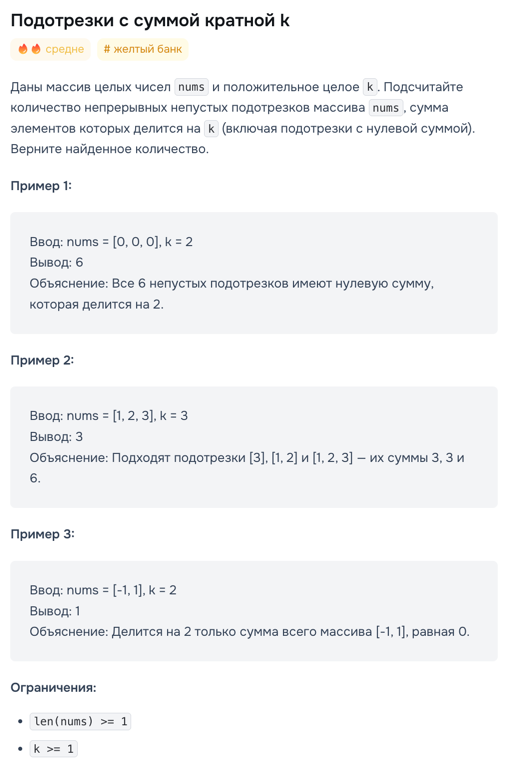 Подотрезки с суммой кратной k
🔥🔥 средне # желтый банк
Даны массив целых чисел nums и положительное целое k. Подсчитайте
количество непрерывных непустых подотрезков массива nums, сумма
элементов которых делится на k (включая подотрезки с нулевой суммой).
Верните найденное количество.
Пример 1:
Ввод: nums = [0, 0, 0], k = 2
Вывод: 6
Объяснение: Все 6 непустых подотрезков имеют нулевую сумму,
которая делится на 2.
Пример 2:
Ввод: nums = [1, 2, 3], k = 3
Вывод: 3
Объяснение: Подходят подотрезки [3], [1, 2] и [1, 2, 3] — их суммы 3, 3 и
6.
Пример 3:
Ввод: nums = [-1, 1], k = 2
Вывод: 1
Объяснение: Делится на 2 только сумма всего массива [-1, 1], равная 0.
Ограничения:
• len(nums) >= 1
• k >= 1